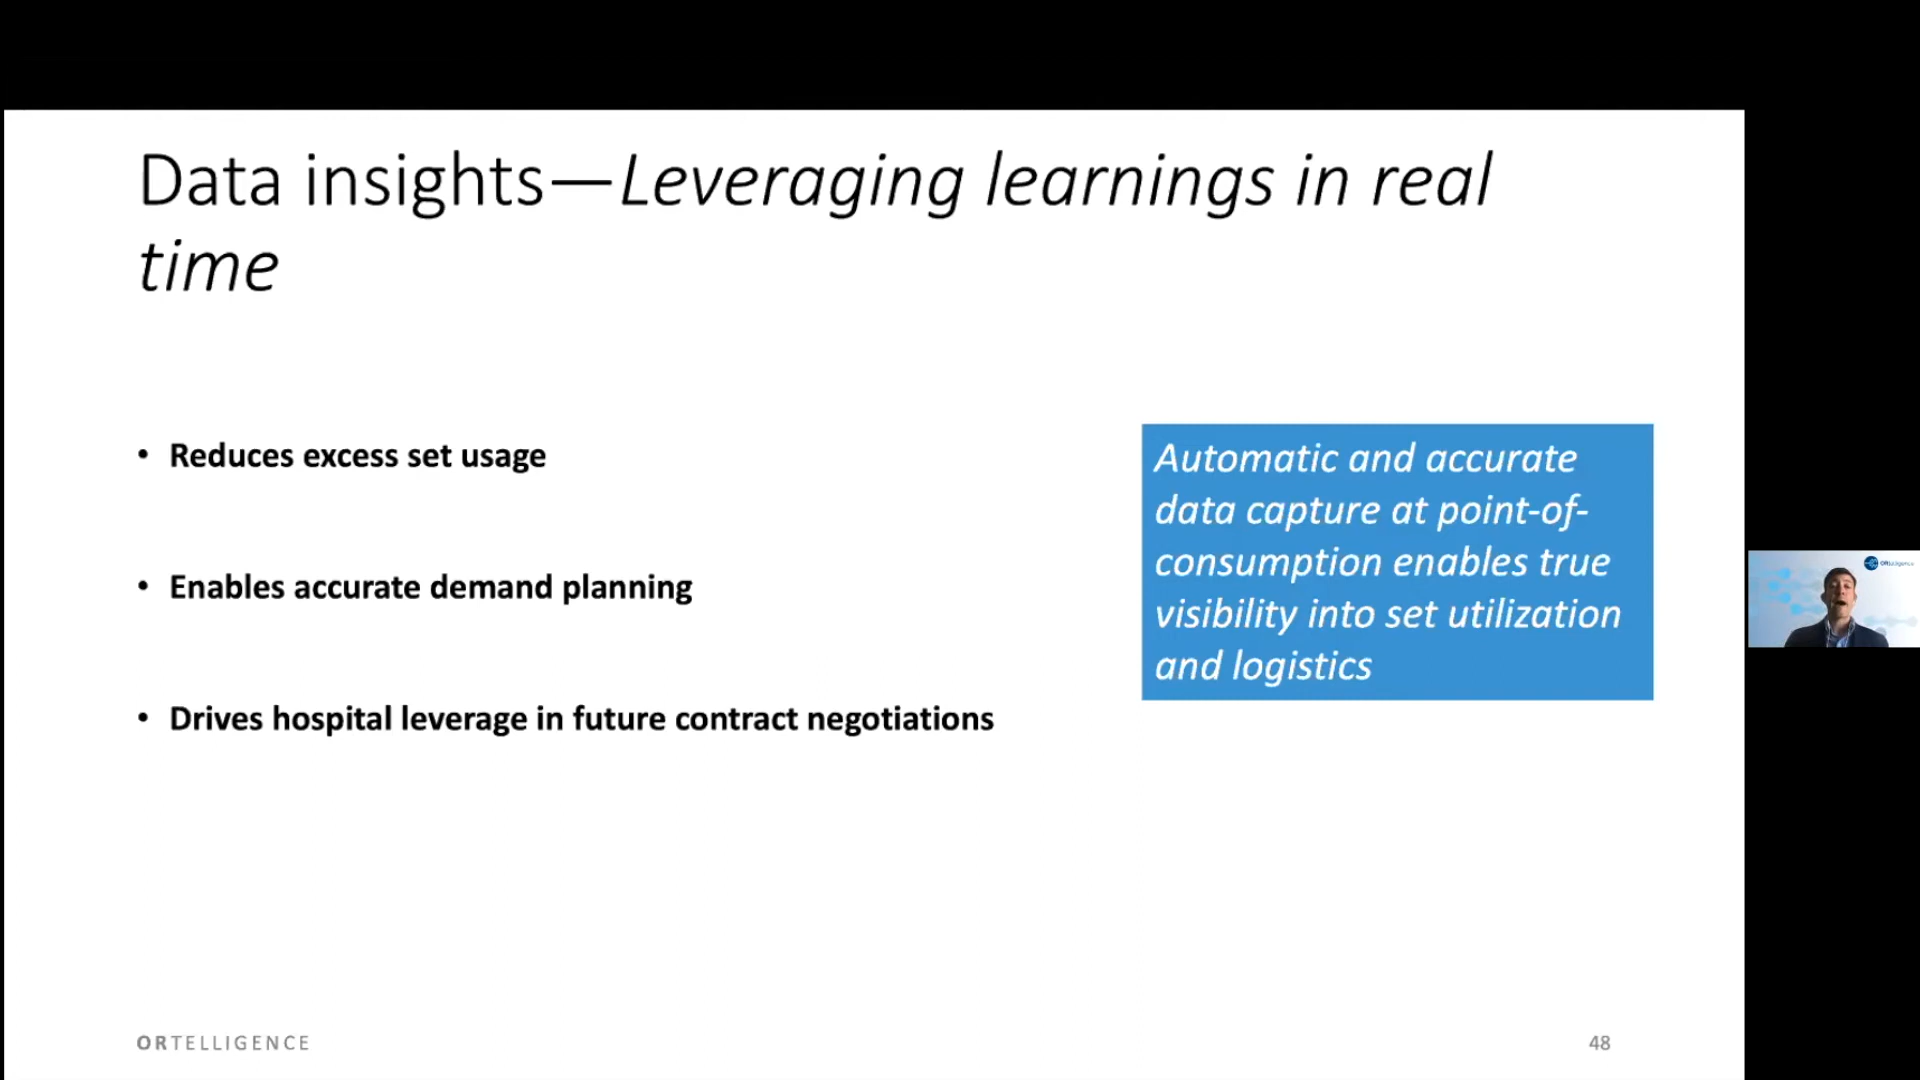 Data insights—Leveraging learnings in real
time
• Reduces excess set usage
• Enables accurate demand planning
• Drives hospital leverage in future contract negotiations
Automatic and accurate
data capture at point-of-
consumption enables true
visibility into set utilization
and logistics
ORtelligence
ORTELLIGENCE
48